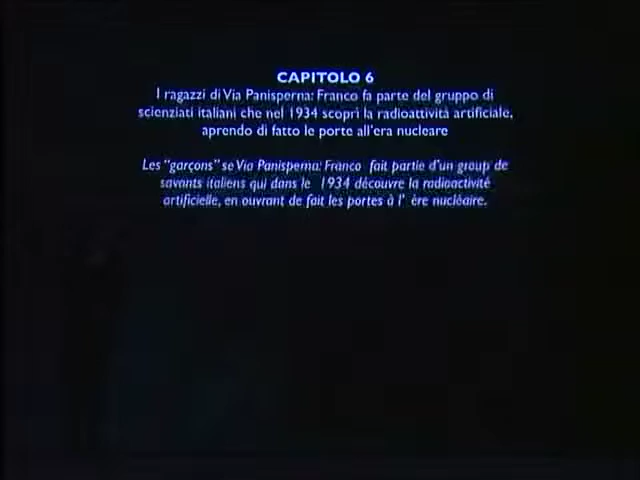 CAPITOLO 6
I ragazzi di Via Panisperna: Franco fa parte del gruppo di
scienziati italiani che nel 1934 scoprì la radioattività artificiale,
aprendo di fatto le porte all'era nucleare
Les "garçons" se Via Panisperna: Franco fait partie d'un group de
savants italiens qui dans le 1934 découvre la radioactivité
artificielle, en ouvrant de fait les portes à l' ère nucléaire.